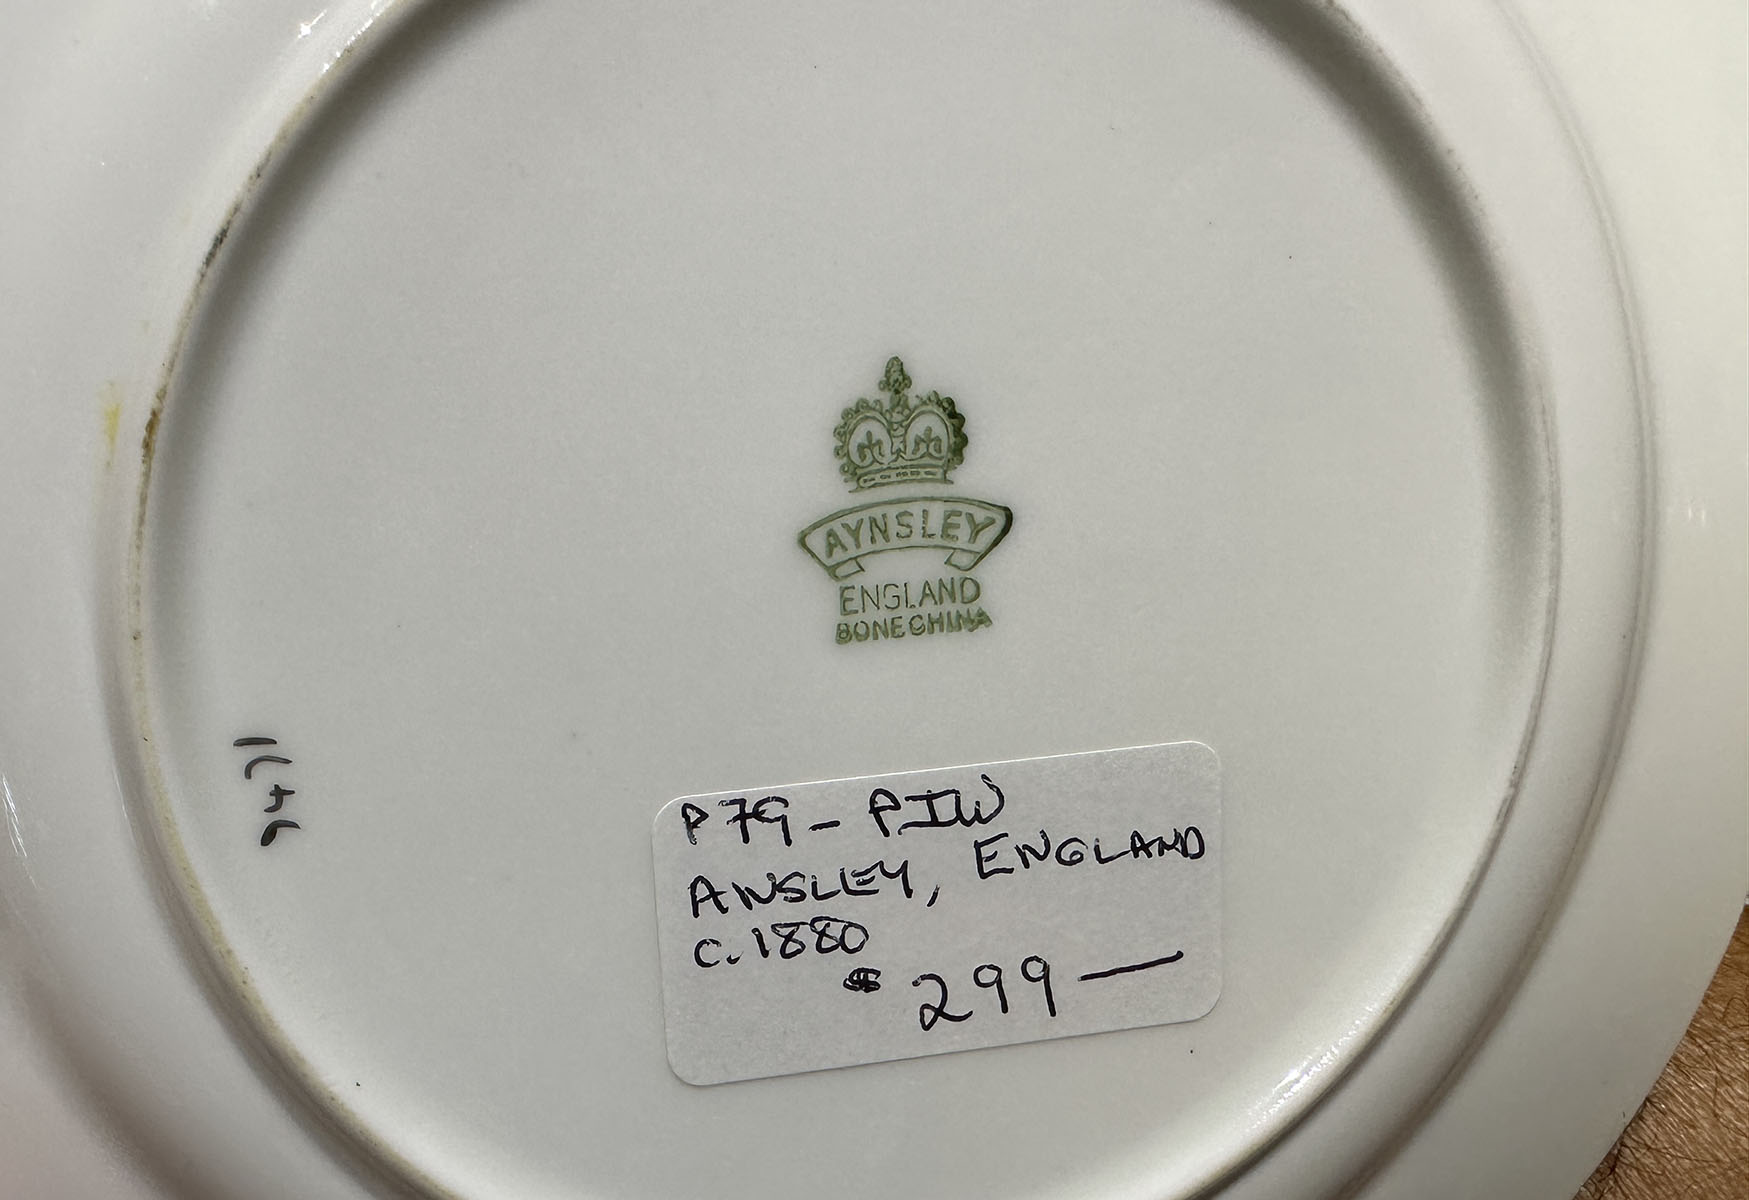 AYNSLEY
ENGLAND
BONE CHINA
P79 - PIW
ANSLEY, ENGLAND
c. 1880
$299—